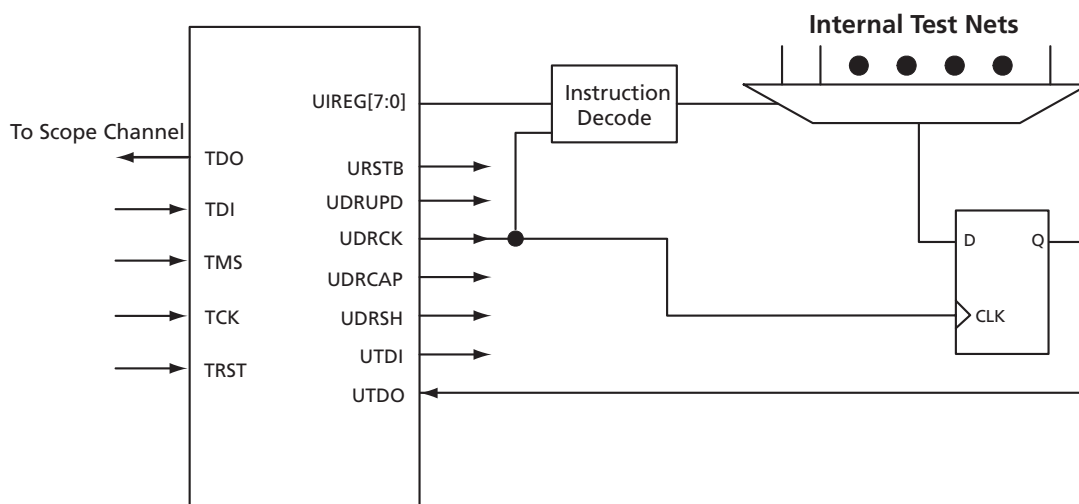 Internal Test Nets
UIREG[7:0]
Instruction
Decode
To Scope Channel
TDO
URSTB
TDI
UDRUPD
UDRCK
D
Q
TMS
UDRCAP
TCK
UDRSH
CLK
UTDI
TRST
UTDO